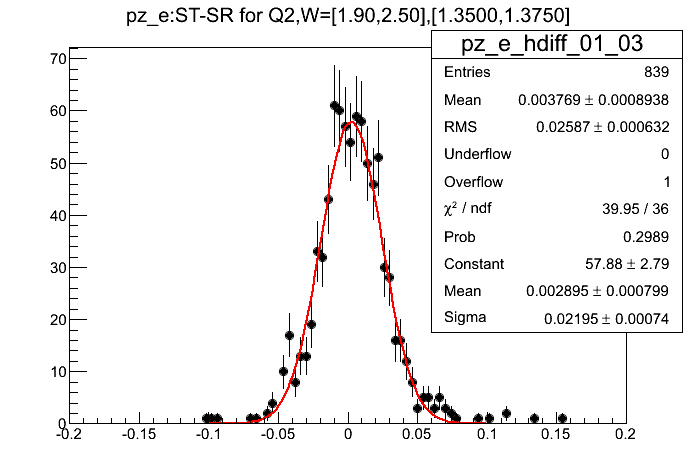 pz_e:ST-SR for Q2,W=[1.90,2.50],[1.3500,1.3750]
pz_e_hdiff_01_03
Entries 839
Mean 0.003769 ± 0.0008938
RMS 0.02587 ± 0.000632
Underflow 0
Overflow 1
χ² / ndf 39.95 / 36
Prob 0.2989
Constant 57.88 ± 2.79
Mean 0.002895 ± 0.000799
Sigma 0.02195 ± 0.00074
70
60
50
40
30
20
10
0
-0.2 -0.15 -0.1 -0.05 0 0.05 0.1 0.15 0.2